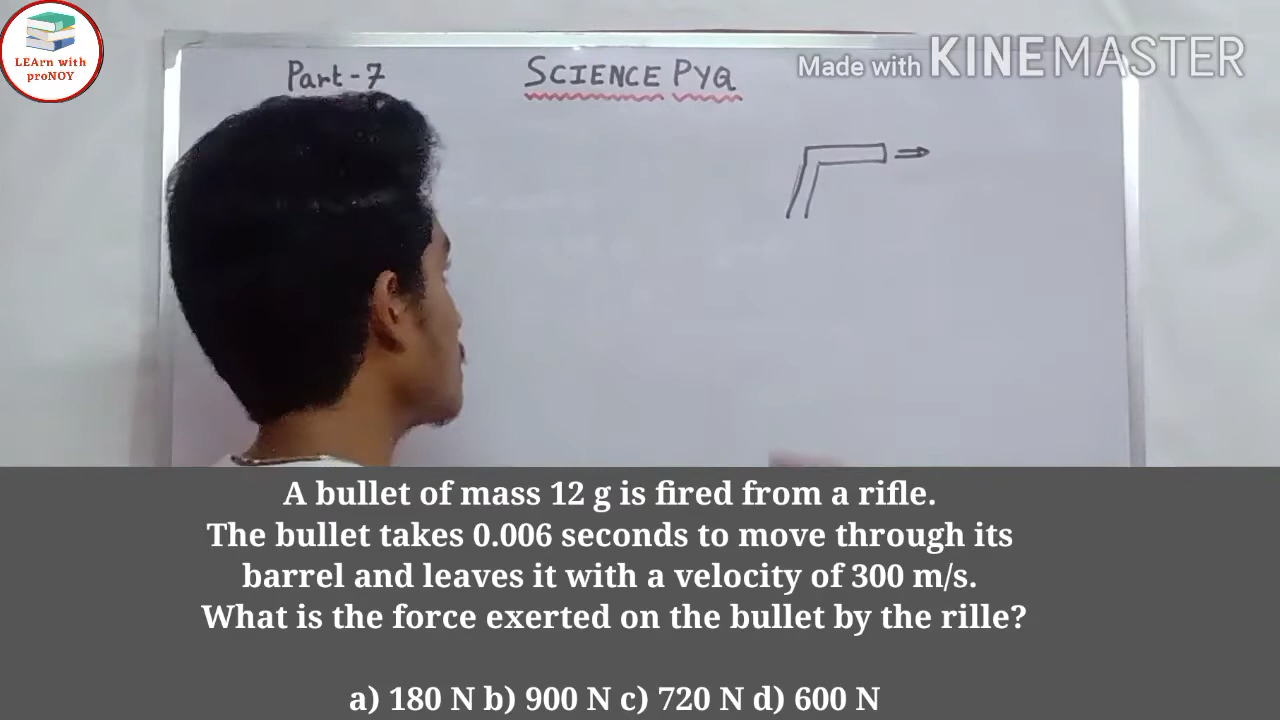 LEArn with
proNOY
Part-7
SCIENCE PYQ
Made with KINEMASTER
A bullet of mass 12 g is fired from a rifle.
The bullet takes 0.006 seconds to move through its
barrel and leaves it with a velocity of 300 m/s.
What is the force exerted on the bullet by the rille?
a) 180 N b) 900 N c) 720 N d) 600 N